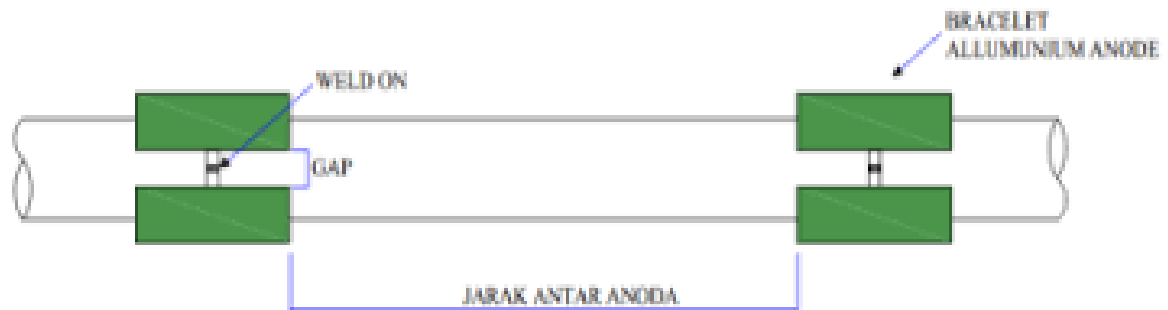 BRACELET
ALLUMUNIUM ANODE
WELD ON
GAP
JARAK ANTAR ANODA